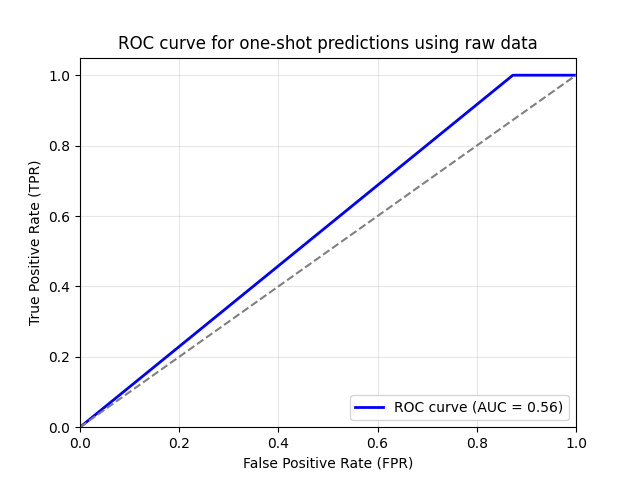 ROC curve for one-shot predictions using raw data
True Positive Rate (TPR)
1.0
0.8
0.6
0.4
0.2
0.0
ROC curve (AUC = 0.56)
0.0 0.2 0.4 0.6 0.8 1.0
False Positive Rate (FPR)